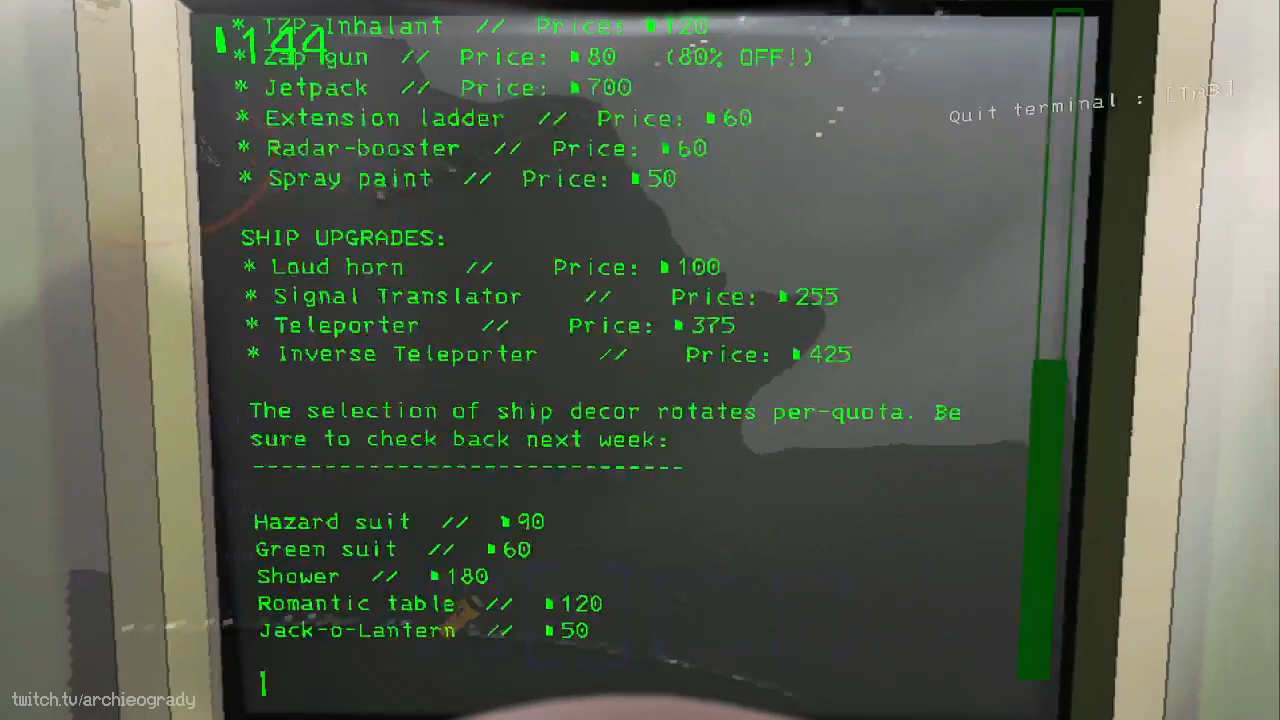 * TZP-Inhalant // Price: ▮120
▮144
* Zap gun // Price: ▮80 (80% OFF!)
* Jetpack // Price: ▮700
Quit terminal : [TAB]
* Extension ladder // Price: ▮60
* Radar-booster // Price: ▮60
* Spray paint // Price: ▮50
SHIP UPGRADES:
* Loud horn // Price: ▮100
* Signal Translator // Price: ▮255
* Teleporter // Price: ▮375
* Inverse Teleporter // Price: ▮425
The selection of ship decor rotates per-quota. Be
sure to check back next week:
------------------------------
Hazard suit // ▮90
Green suit // ▮60
Shower // ▮180
Romantic table // ▮120
Jack-o-Lantern // ▮50
twitch.tv/archieogrady